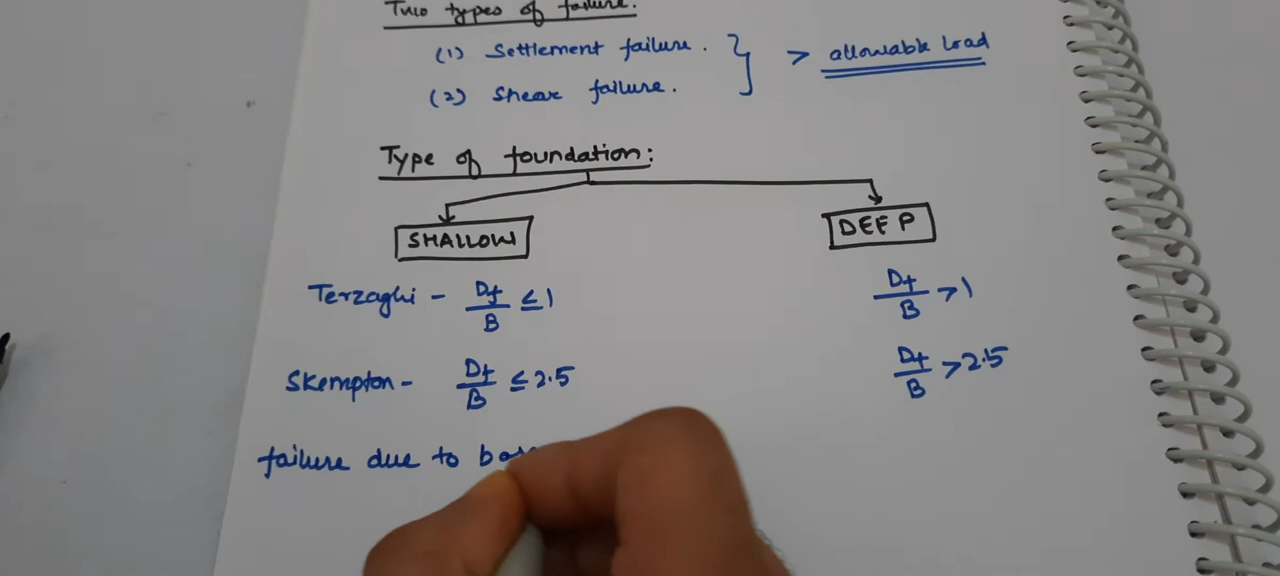 Two types of failure.
(1) Settlement failure. } > allowable load
(2) Shear failure.
Type of foundation:
SHALLOW DEEP
Terzaghi - Df/B ≤ 1 Df/B > 1
Skempton - Df/B ≤ 2.5 Df/B > 2.5
failure due to